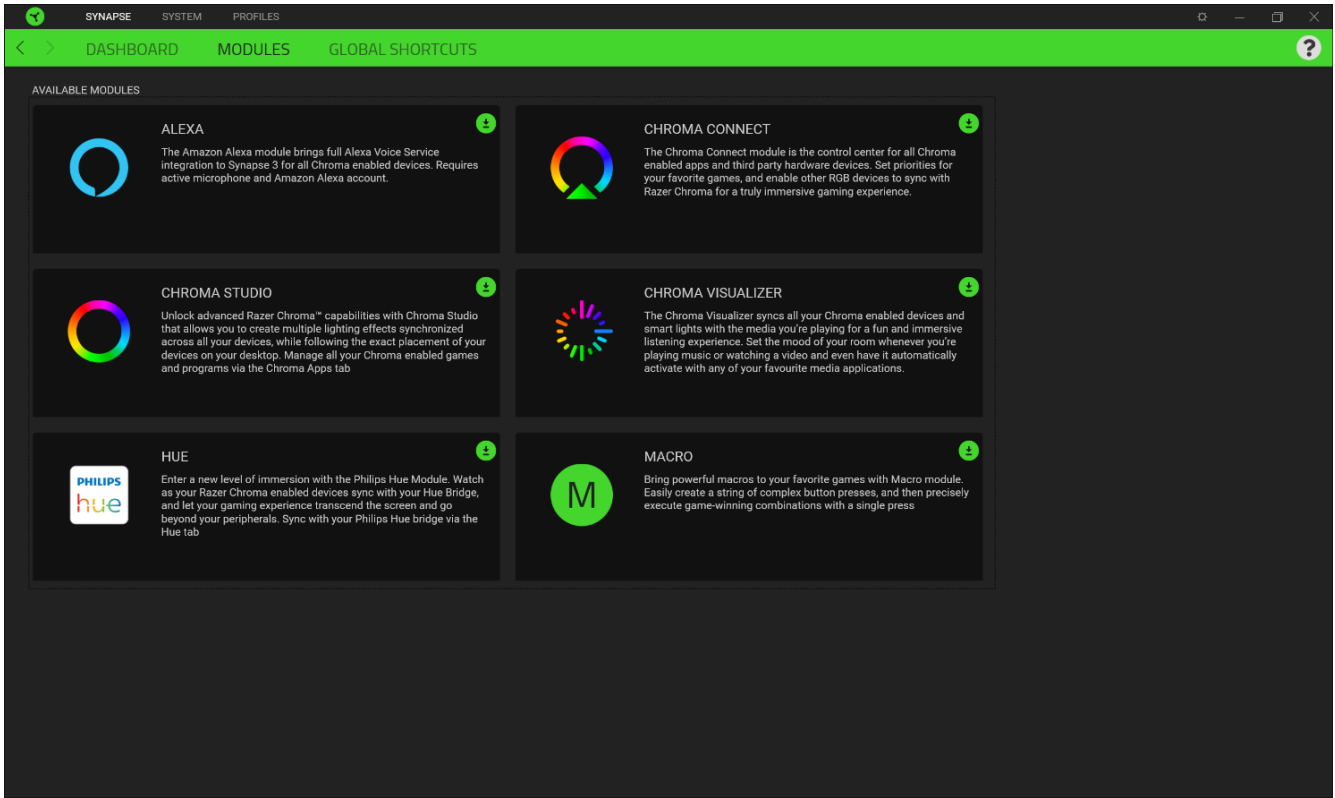 SYNAPSE SYSTEM PROFILES
DASHBOARD MODULES GLOBAL SHORTCUTS ?
AVAILABLE MODULES
ALEXA
The Amazon Alexa module brings full Alexa Voice Service
integration to Synapse 3 for all Chroma enabled devices. Requires
active microphone and Amazon Alexa account.
CHROMA CONNECT
The Chroma Connect module is the control center for all Chroma
enabled apps and third party hardware devices. Set priorities for
your favorite games, and enable other RGB devices to sync with
Razer Chroma for a truly immersive gaming experience.
CHROMA STUDIO
Unlock advanced Razer Chroma™ capabilities with Chroma Studio
that allows you to create multiple lighting effects synchronized
across all your devices, while following the exact placement of your
devices on your desktop. Manage all your Chroma enabled games
and programs via the Chroma Apps tab
CHROMA VISUALIZER
The Chroma Visualizer syncs all your Chroma enabled devices and
smart lights with the media you're playing for a fun and immersive
listening experience. Set the mood of your room whenever you're
playing music or watching a video and even have it automatically
activate with any of your favourite media applications.
PHILIPS
hue
HUE
Enter a new level of immersion with the Philips Hue Module. Watch
as your Razer Chroma enabled devices sync with your Hue Bridge,
and let your gaming experience transcend the screen and go
beyond your peripherals. Sync with your Philips Hue bridge via the
Hue tab
M
MACRO
Bring powerful macros to your favorite games with Macro module.
Easily create a string of complex button presses, and then precisely
execute game-winning combinations with a single press